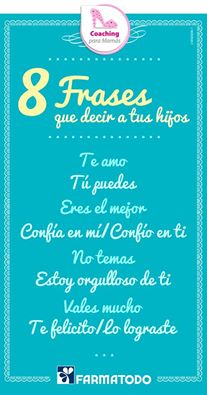 Coaching
para Mamás
8 Frases
que decir a tus hijos
Te amo
Tú puedes
Eres el mejor
Confía en mí/Confío en ti
No temas
Estoy orgulloso de ti
Vales mucho
Te felicito/Lo lograste
...
FARMATODO